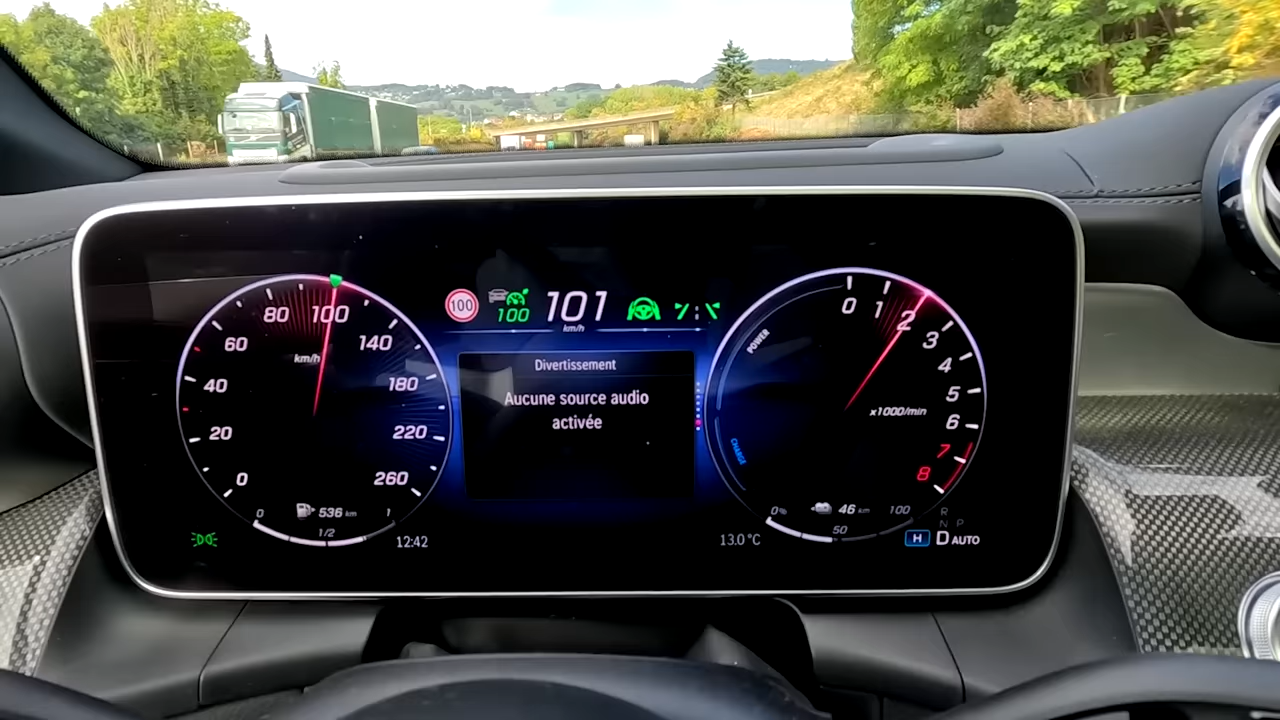 100
100
101
km/h
Divertissement
Aucune source audio
activée
0
20
40
60
80
100
140
180
220
260
km/h
0
1/2
1
536 km
12:42
POWER
CHARGE
0
1
2
3
4
5
6
7
8
x1000/min
0%
50
100
46 km
13.0 °C
R
N P
H D AUTO